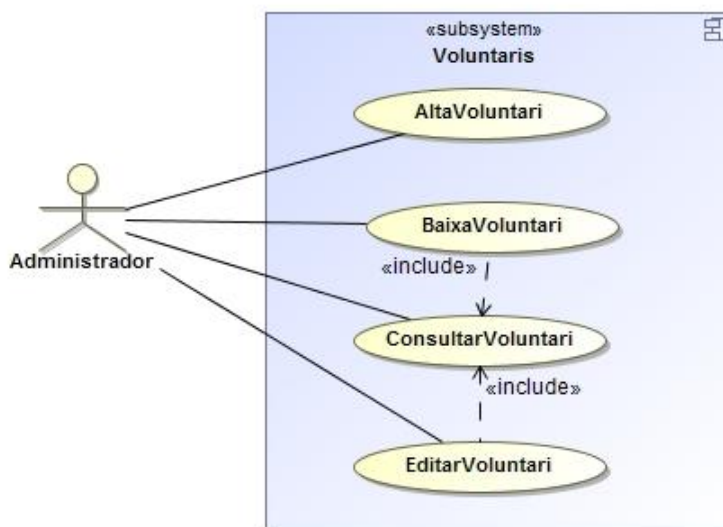 «subsystem»
Voluntaris
AltaVoluntari
BaixaVoluntari
«include»
Administrador
ConsultarVoluntari
«include»
EditarVoluntari